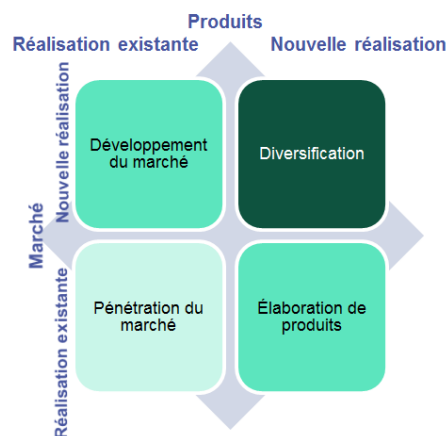 Produits
Réalisation existante
Nouvelle réalisation
Marché
Nouvelle réalisation
Réalisation existante
Développement
du marché
Diversification
Pénétration du
marché
Élaboration de
produits